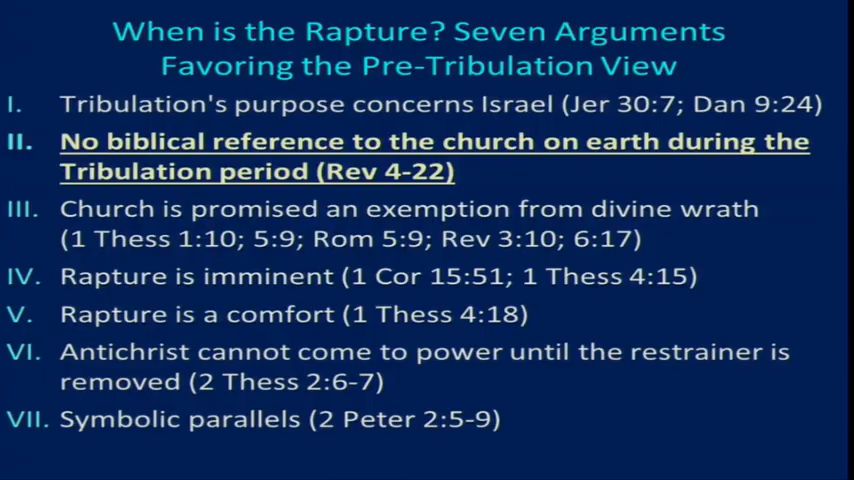 When is the Rapture? Seven Arguments
Favoring the Pre-Tribulation View
I. Tribulation's purpose concerns Israel (Jer 30:7; Dan 9:24)
II. No biblical reference to the church on earth during the
Tribulation period (Rev 4-22)
III. Church is promised an exemption from divine wrath
(1 Thess 1:10; 5:9; Rom 5:9; Rev 3:10; 6:17)
IV. Rapture is imminent (1 Cor 15:51; 1 Thess 4:15)
V. Rapture is a comfort (1 Thess 4:18)
VI. Antichrist cannot come to power until the restrainer is
removed (2 Thess 2:6-7)
VII. Symbolic parallels (2 Peter 2:5-9)